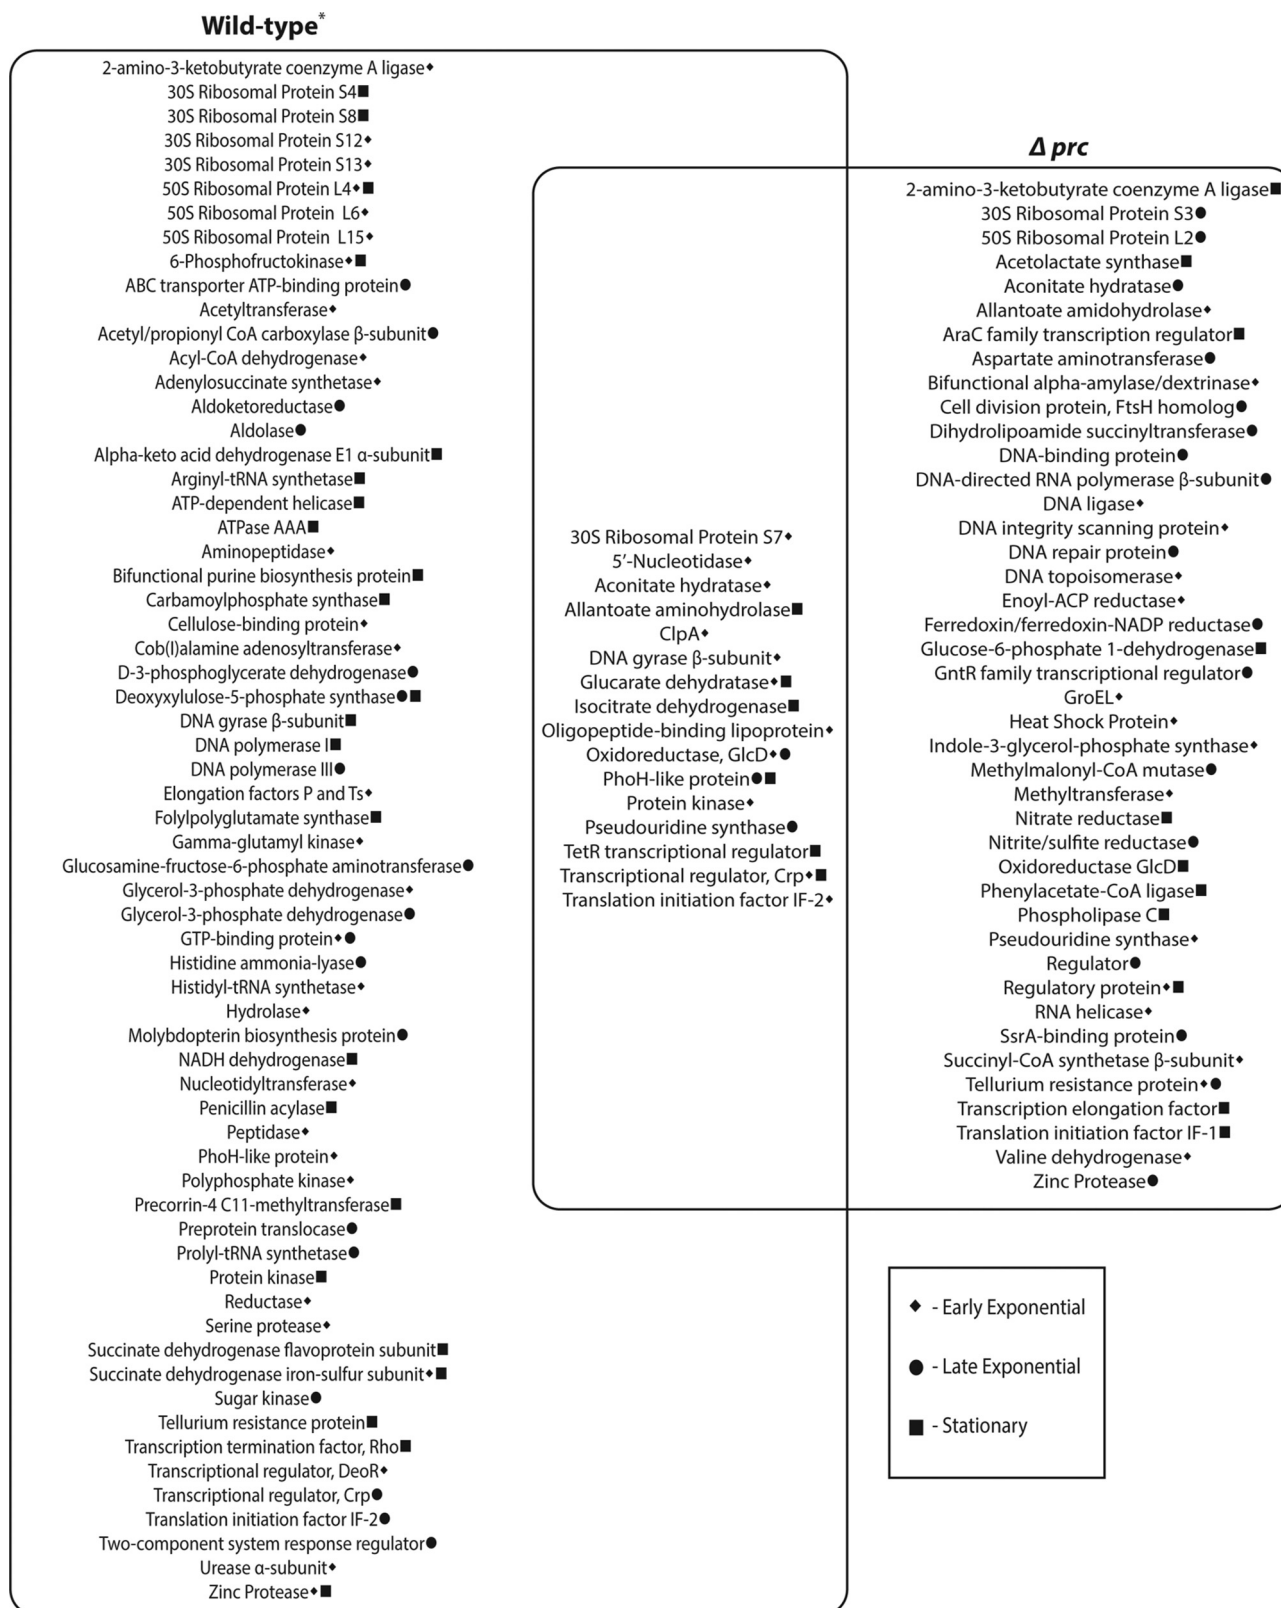 Wild-type*
2-amino-3-ketobutyrate coenzyme A ligase◆
30S Ribosomal Protein S4■
30S Ribosomal Protein S8■
30S Ribosomal Protein S12◆
30S Ribosomal Protein S13◆
50S Ribosomal Protein L4◆■
50S Ribosomal Protein L6◆
50S Ribosomal Protein L15◆
6-Phosphofructokinase◆■
ABC transporter ATP-binding protein●
Acetyltransferase◆
Acetyl/propionyl CoA carboxylase β-subunit●
Acyl-CoA dehydrogenase◆
Adenylosuccinate synthetase◆
Aldoketoreductase●
Aldolase●
Alpha-keto acid dehydrogenase E1 α-subunit■
Arginyl-tRNA synthetase■
ATP-dependent helicase■
ATPase AAA■
Aminopeptidase◆
Bifunctional purine biosynthesis protein■
Carbamoylphosphate synthase■
Cellulose-binding protein◆
Cob(I)alamine adenosyltransferase◆
D-3-phosphoglycerate dehydrogenase●
Deoxyxylulose-5-phosphate synthase●■
DNA gyrase β-subunit■
DNA polymerase I■
DNA polymerase III●
Elongation factors P and Ts◆
Folylpolyglutamate synthase■
Gamma-glutamyl kinase◆
Glucosamine-fructose-6-phosphate aminotransferase●
Glycerol-3-phosphate dehydrogenase◆
Glycerol-3-phosphate dehydrogenase●
GTP-binding protein◆●
Histidine ammonia-lyase●
Histidyl-tRNA synthetase◆
Hydrolase◆
Molybdopterin biosynthesis protein●
NADH dehydrogenase■
Nucleotidyltransferase◆
Penicillin acylase■
Peptidase◆
PhoH-like protein◆
Polyphosphate kinase◆
Precorrin-4 C11-methyltransferase■
Preprotein translocase●
Prolyl-tRNA synthetase●
Protein kinase■
Reductase◆
Serine protease◆
Succinate dehydrogenase flavoprotein subunit■
Succinate dehydrogenase iron-sulfur subunit◆■
Sugar kinase●
Tellurium resistance protein■
Transcription termination factor, Rho■
Transcriptional regulator, DeoR◆
Transcriptional regulator, Crp●
Translation initiation factor IF-2●
Two-component system response regulator●
Urease α-subunit◆
Zinc Protease◆■
30S Ribosomal Protein S7◆
5′-Nucleotidase◆
Aconitate hydratase◆
Allantoate aminohydrolase■
ClpA◆
DNA gyrase β-subunit◆
Glucarate dehydratase◆■
Isocitrate dehydrogenase■
Oligopeptide-binding lipoprotein◆
Oxidoreductase, GlcD◆●
PhoH-like protein●■
Protein kinase◆
Pseudouridine synthase●
TetR transcriptional regulator■
Transcriptional regulator, Crp◆■
Translation initiation factor IF-2◆
Δ prc
2-amino-3-ketobutyrate coenzyme A ligase■
30S Ribosomal Protein S3●
50S Ribosomal Protein L2●
Acetolactate synthase■
Aconitate hydratase●
Allantoate amidohydrolase◆
AraC family transcription regulator■
Aspartate aminotransferase●
Bifunctional alpha-amylase/dextrinase◆
Cell division protein, FtsH homolog●
Dihydrolipoamide succinyltransferase●
DNA-binding protein●
DNA-directed RNA polymerase β-subunit●
DNA ligase◆
DNA integrity scanning protein◆
DNA repair protein●
DNA topoisomerase◆
Enoyl-ACP reductase◆
Ferredoxin/ferredoxin-NADP reductase●
Glucose-6-phosphate 1-dehydrogenase■
GntR family transcriptional regulator●
GroEL◆
Heat Shock Protein◆
Indole-3-glycerol-phosphate synthase◆
Methylmalonyl-CoA mutase●
Methyltransferase◆
Nitrate reductase■
Nitrite/sulfite reductase●
Oxidoreductase GlcD■
Phenylacetate-CoA ligase■
Phospholipase C■
Pseudouridine synthase◆
Regulator●
Regulatory protein◆■
RNA helicase◆
SsrA-binding protein●
Succinyl-CoA synthetase β-subunit◆
Tellurium resistance protein◆●
Transcription elongation factor■
Translation initiation factor IF-1■
Valine dehydrogenase◆
Zinc Protease●
◆ - Early Exponential
● - Late Exponential
■ - Stationary